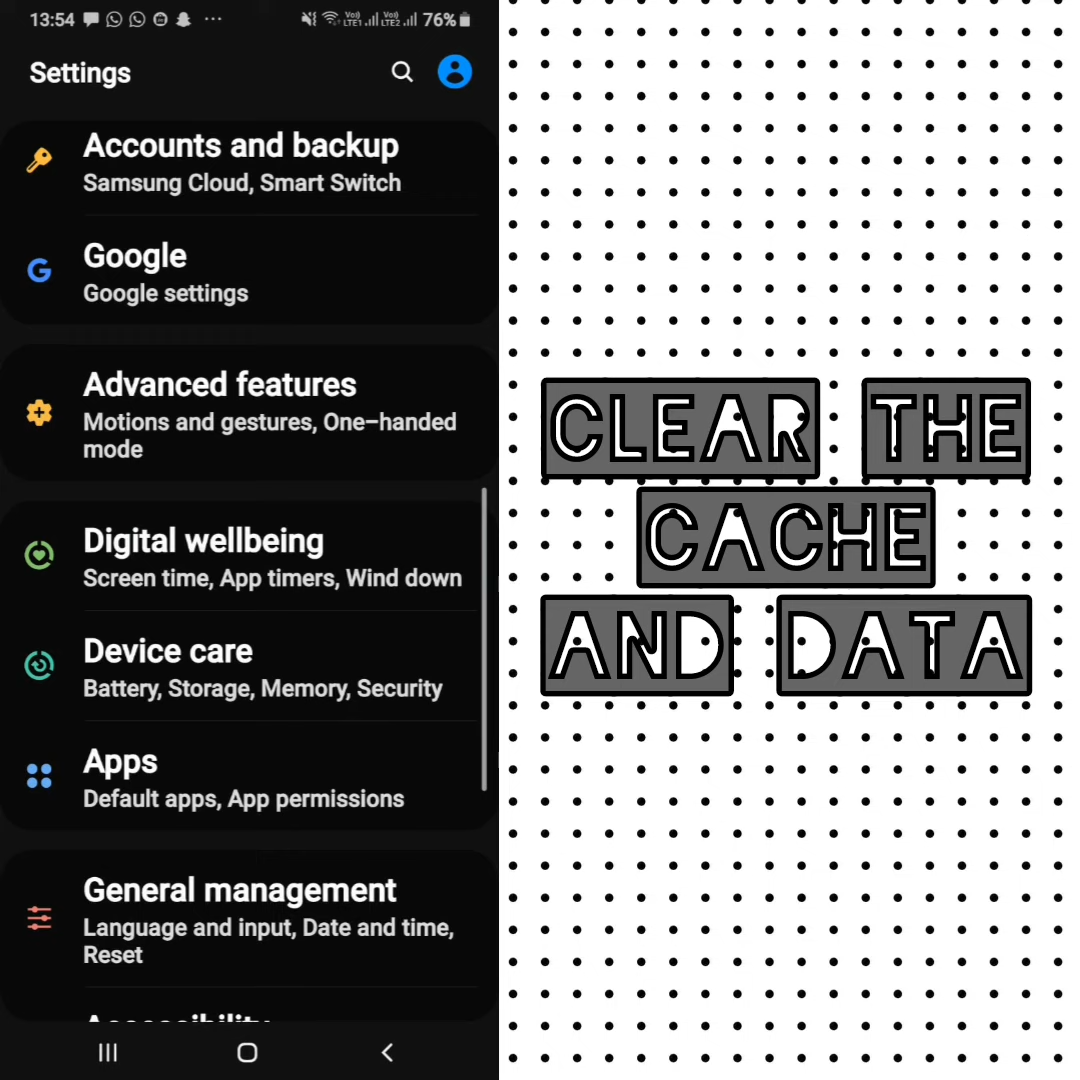 13:54 76%
Settings
Accounts and backup
Samsung Cloud, Smart Switch
Google
Google settings
Advanced features
Motions and gestures, One-handed
mode
Digital wellbeing
Screen time, App timers, Wind down
Device care
Battery, Storage, Memory, Security
Apps
Default apps, App permissions
General management
Language and input, Date and time,
Reset
Accessibility
CLEAR THE
CACHE
AND DATA